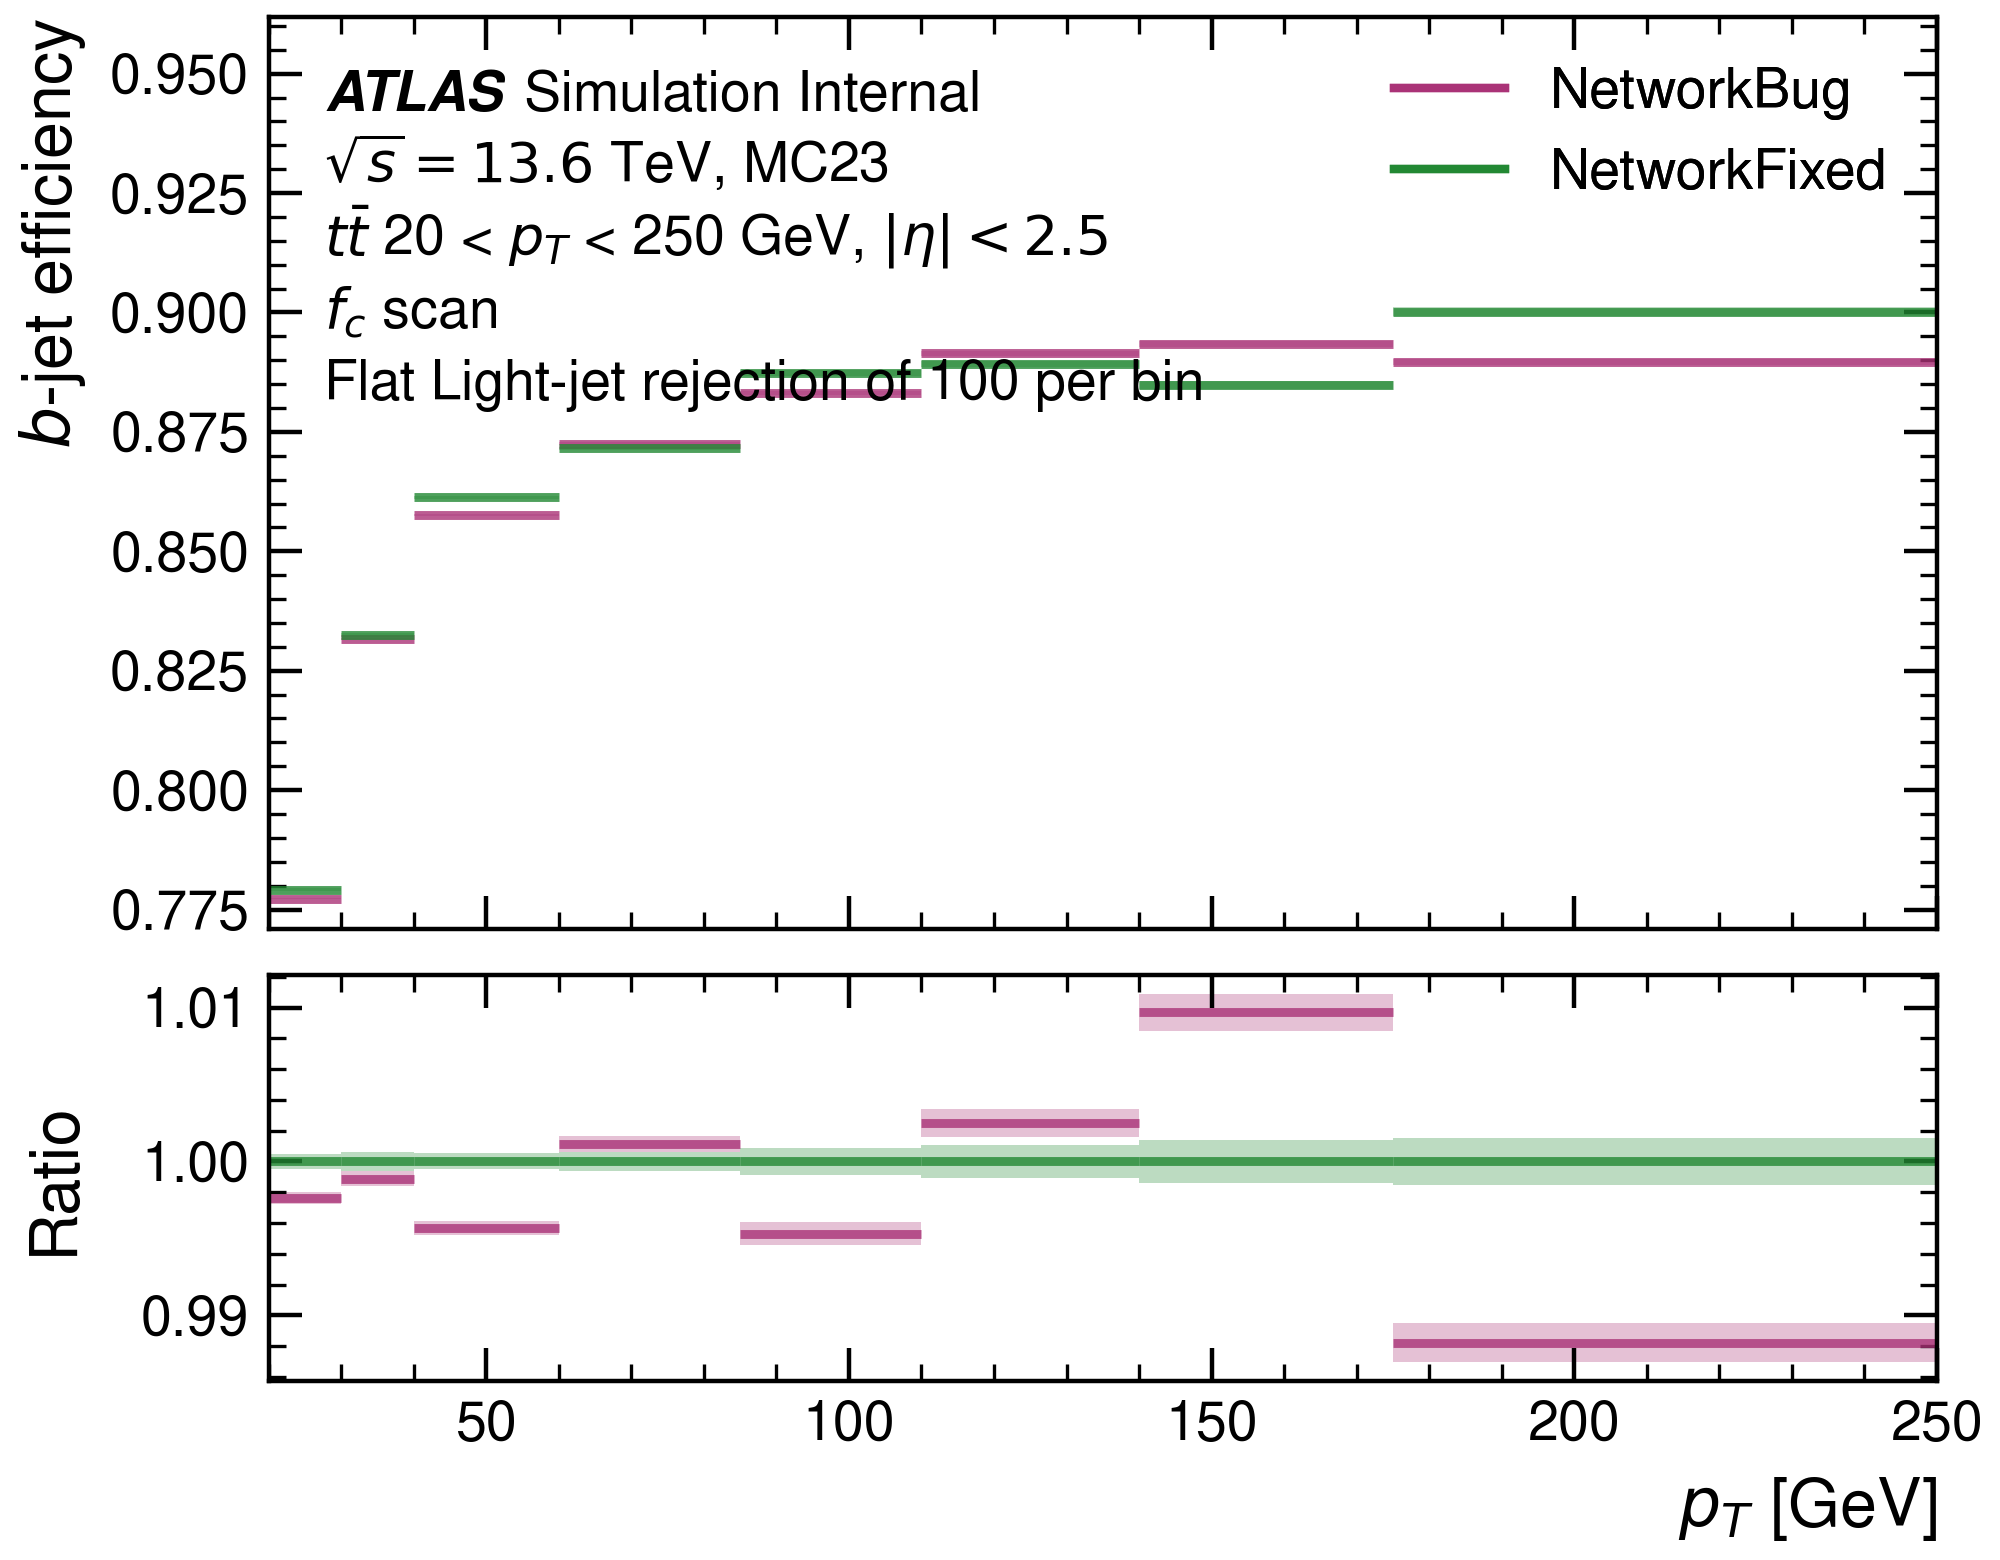 b-jet efficiency
0.950
0.925
0.900
0.875
0.850
0.825
0.800
0.775
ATLAS Simulation Internal
√s = 13.6 TeV, MC23
tt̄ 20 < p_T < 250 GeV, |η| < 2.5
f_c scan
Flat Light-jet rejection of 100 per bin
NetworkBug
NetworkFixed
Ratio
1.01
1.00
0.99
50 100 150 200 250
p_T [GeV]